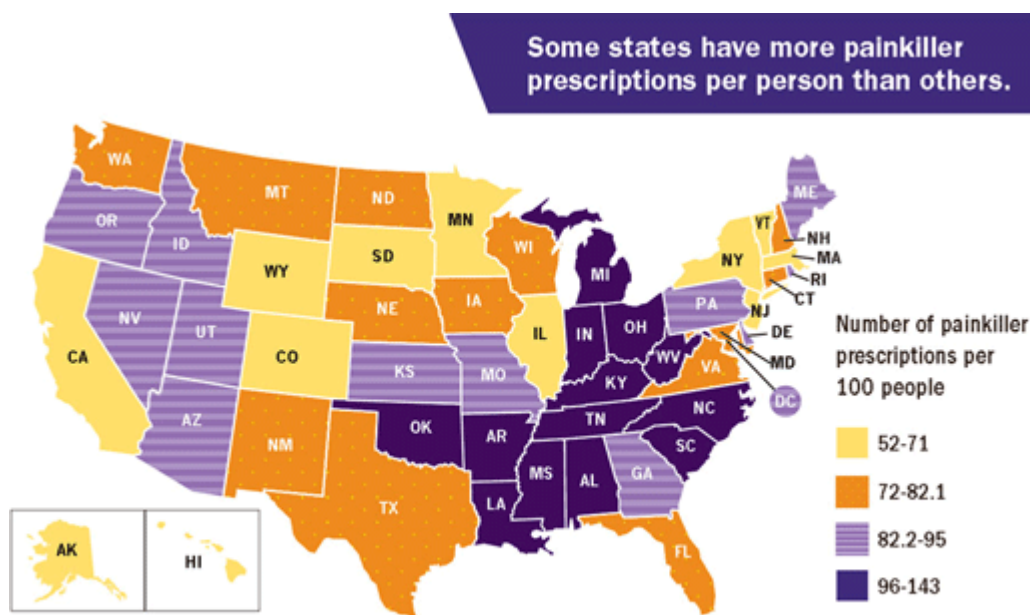 Some states have more painkiller
prescriptions per person than others.
WA
MT
ND
MN
ME
OR
ID
WY
SD
WI
MI
NY
VT
NH
MA
RI
CT
NV
UT
CO
NE
IA
IL
IN
OH
PA
NJ
DE
MD
DC
CA
AZ
NM
KS
MO
KY
WV
VA
OK
AR
TN
NC
SC
TX
LA
MS
AL
GA
FL
AK
HI
Number of painkiller
prescriptions per
100 people
52-71
72-82.1
82.2-95
96-143